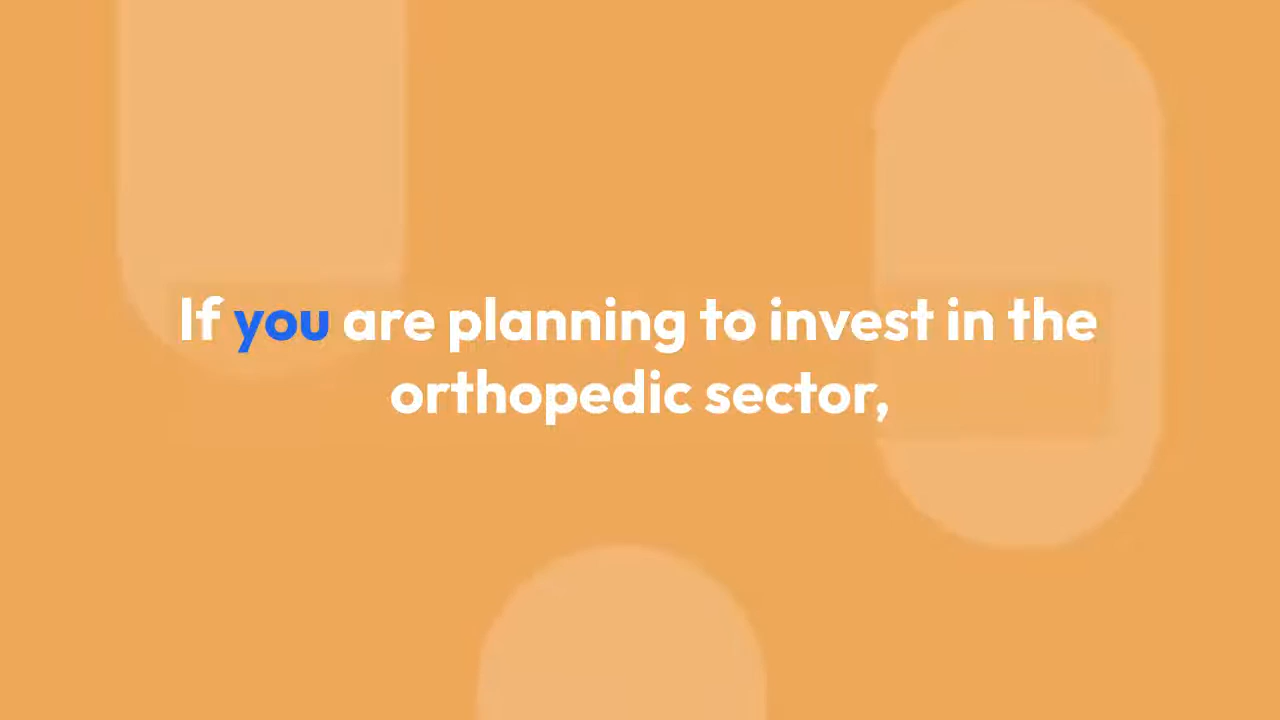 If you are planning to invest in the
orthopedic sector,